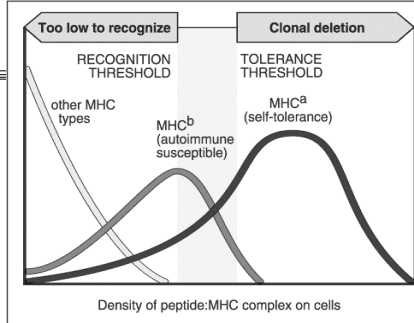 Too low to recognize
Clonal deletion
RECOGNITION
THRESHOLD
TOLERANCE
THRESHOLD
other MHC
types
MHCb
(autoimmune
susceptible)
MHCa
(self-tolerance)
Density of peptide:MHC complex on cells